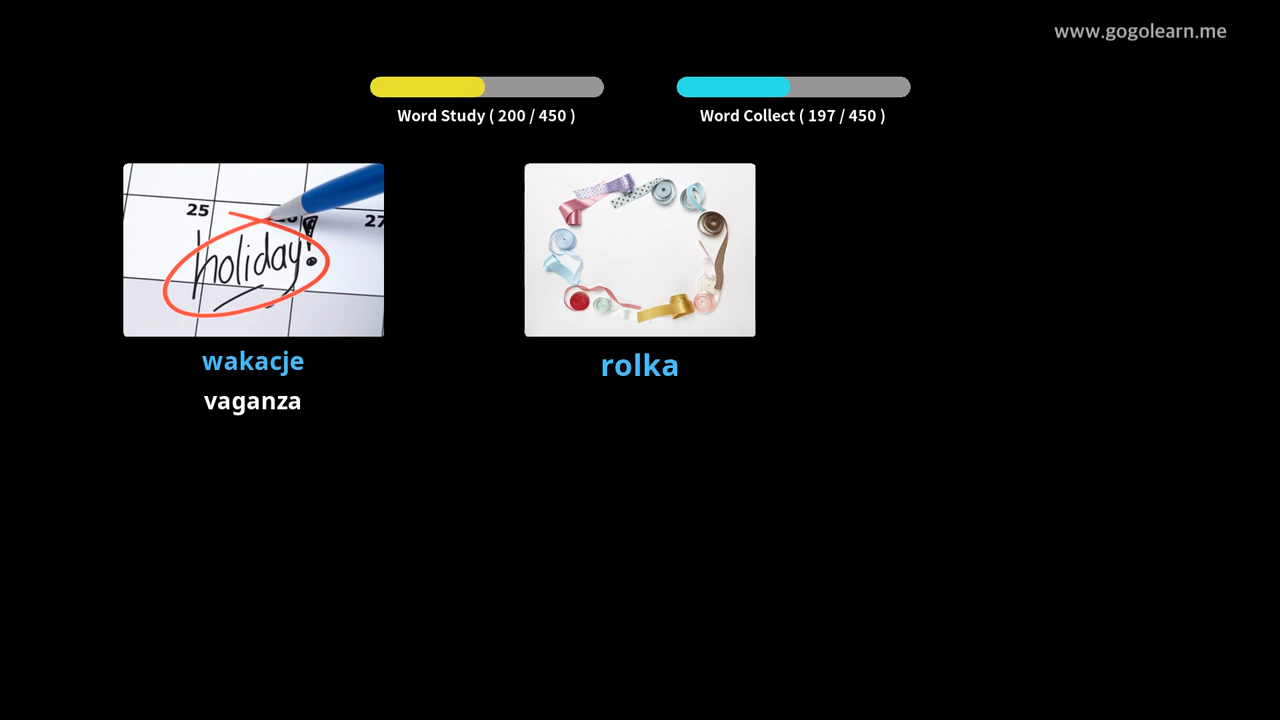 www.gogolearn.me
Word Study ( 200 / 450 )
Word Collect ( 197 / 450 )
25
27
holiday!
wakacje
rolka
vaganza